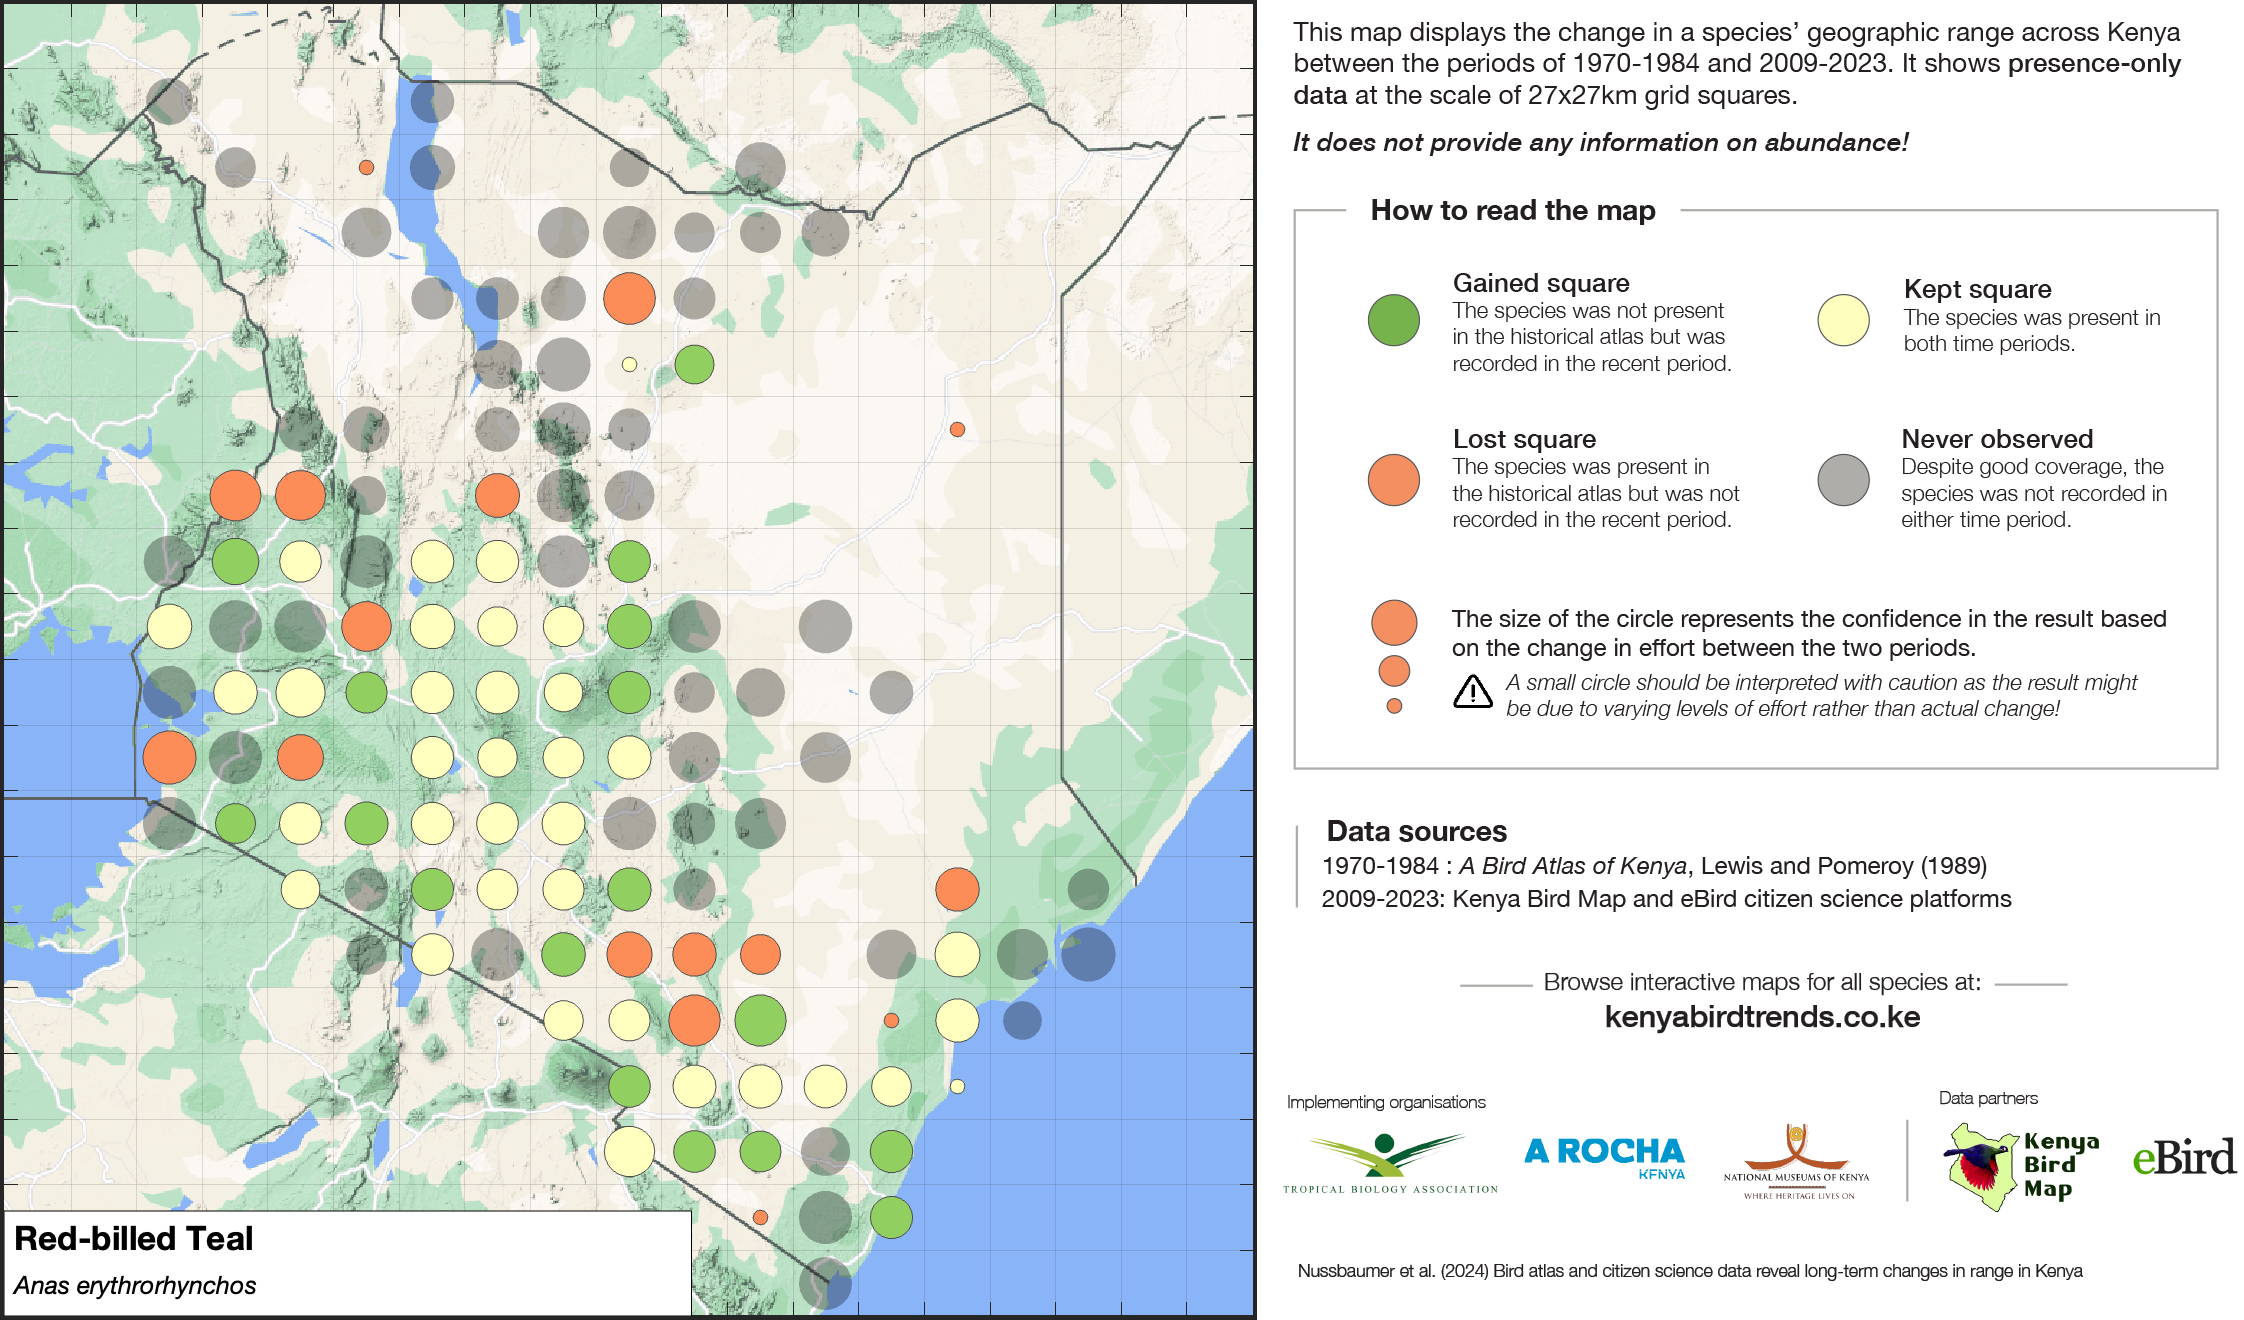 This map displays the change in a species’ geographic range across Kenya
between the periods of 1970-1984 and 2009-2023. It shows presence-only
data at the scale of 27x27km grid squares.
It does not provide any information on abundance!
How to read the map
Gained square
The species was not present
in the historical atlas but was
recorded in the recent period.
Kept square
The species was present in
both time periods.
Lost square
The species was present in
the historical atlas but was not
recorded in the recent period.
Never observed
Despite good coverage, the
species was not recorded in
either time period.
The size of the circle represents the confidence in the result based
on the change in effort between the two periods.
A small circle should be interpreted with caution as the result might
be due to varying levels of effort rather than actual change!
Data sources
1970-1984 : A Bird Atlas of Kenya, Lewis and Pomeroy (1989)
2009-2023: Kenya Bird Map and eBird citizen science platforms
Browse interactive maps for all species at:
kenyabirdtrends.co.ke
Implementing organisations
Data partners
TROPICAL BIOLOGY ASSOCIATION
A ROCHA
KENYA
NATIONAL MUSEUMS OF KENYA
WHERE HERITAGE LIVES ON
Kenya
Bird
Map
eBird
Red-billed Teal
Anas erythrorhynchos
Nussbaumer et al. (2024) Bird atlas and citizen science data reveal long-term changes in range in Kenya